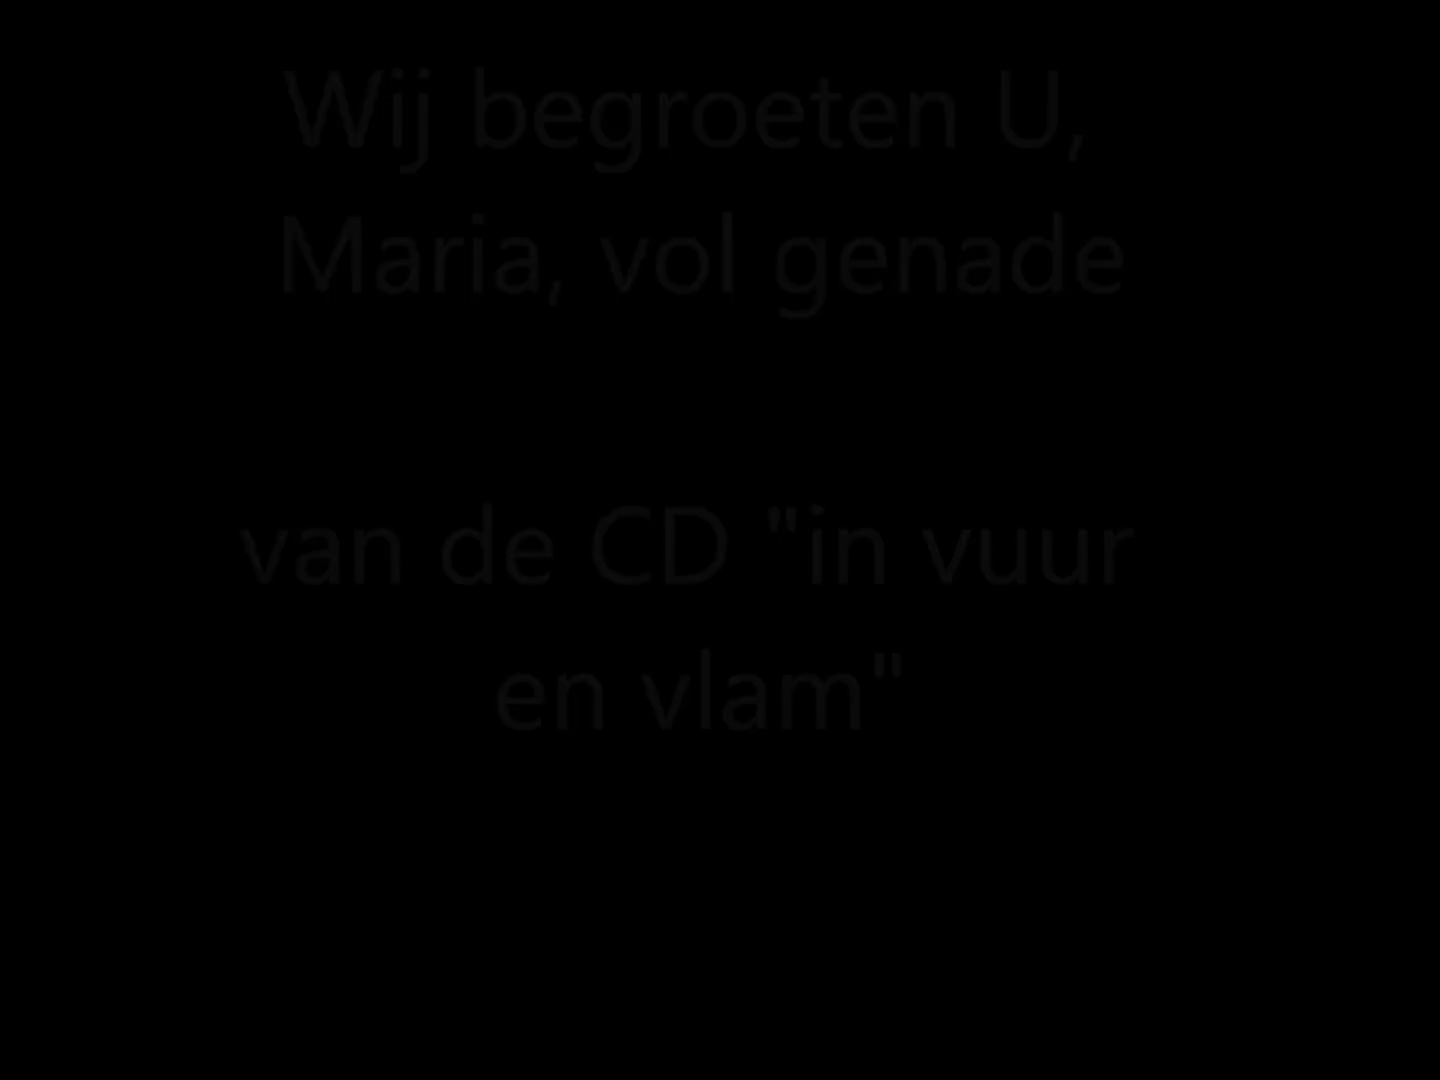 Wij begroeten U,
Maria, vol genade
van de CD "in vuur
en vlam"